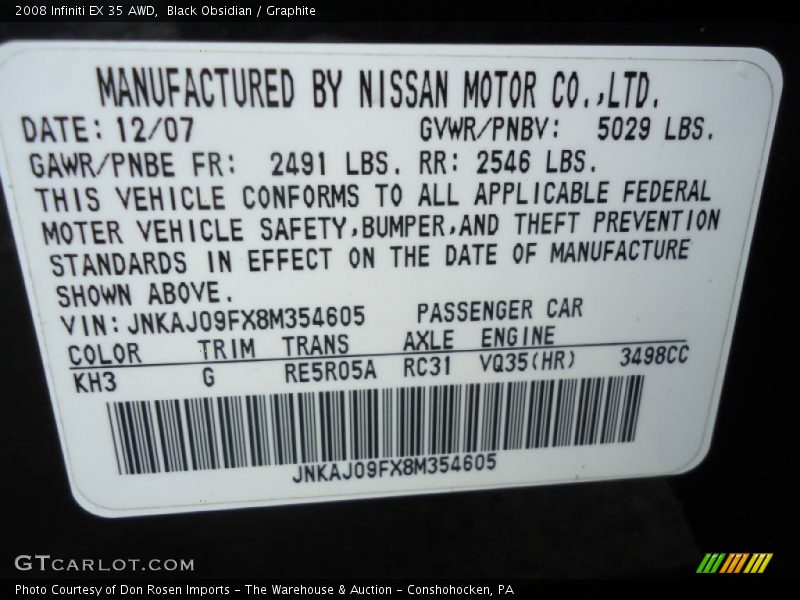 2008 Infiniti EX 35 AWD, Black Obsidian / Graphite
MANUFACTURED BY NISSAN MOTOR CO.,LTD.
DATE: 12/07 GVWR/PNBV: 5029 LBS.
GAWR/PNBE FR: 2491 LBS. RR: 2546 LBS.
THIS VEHICLE CONFORMS TO ALL APPLICABLE FEDERAL
MOTER VEHICLE SAFETY,BUMPER,AND THEFT PREVENTION
STANDARDS IN EFFECT ON THE DATE OF MANUFACTURE
SHOWN ABOVE.
VIN: JNKAJ09FX8M354605 PASSENGER CAR
COLOR TRIM TRANS AXLE ENGINE
KH3 G RE5R05A RC31 VQ35(HR) 3498CC
JNKAJ09FX8M354605
GTCARLOT.COM
Photo Courtesy of Don Rosen Imports - The Warehouse & Auction - Conshohocken, PA